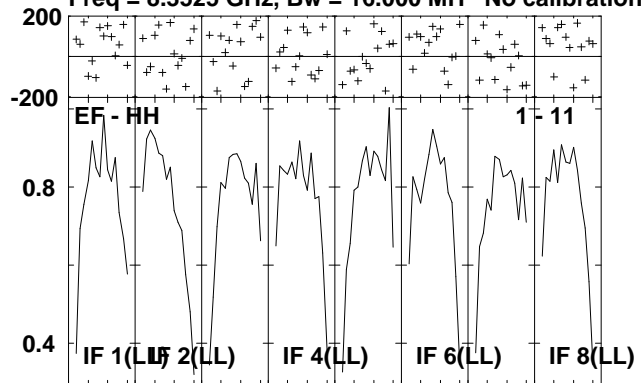 Freq = 8.3525 GHz, Bw = 16.000 MH No calibration
200
-200
EF - HH 1 - 11
0.8
0.4
IF 1(LL) IF 2(LL) IF 4(LL) IF 6(LL) IF 8(LL)